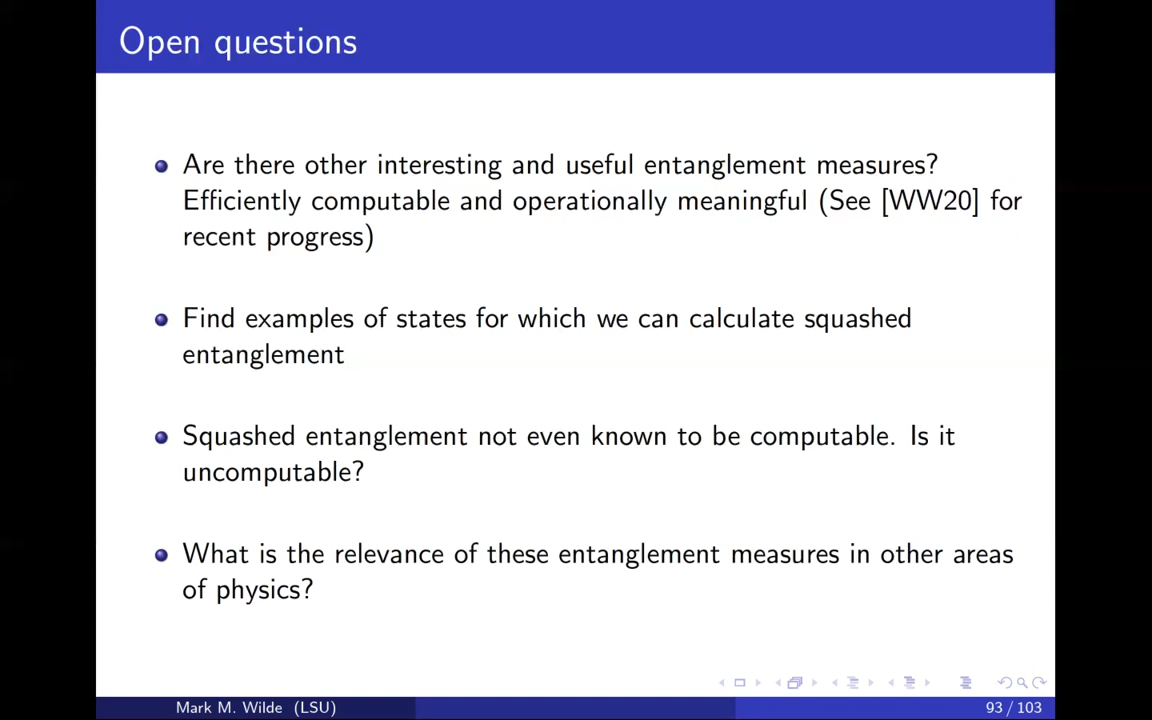 Open questions
Are there other interesting and useful entanglement measures?
Efficiently computable and operationally meaningful (See [WW20] for
recent progress)
Find examples of states for which we can calculate squashed
entanglement
Squashed entanglement not even known to be computable. Is it
uncomputable?
What is the relevance of these entanglement measures in other areas
of physics?
Mark M. Wilde (LSU)
93 / 103